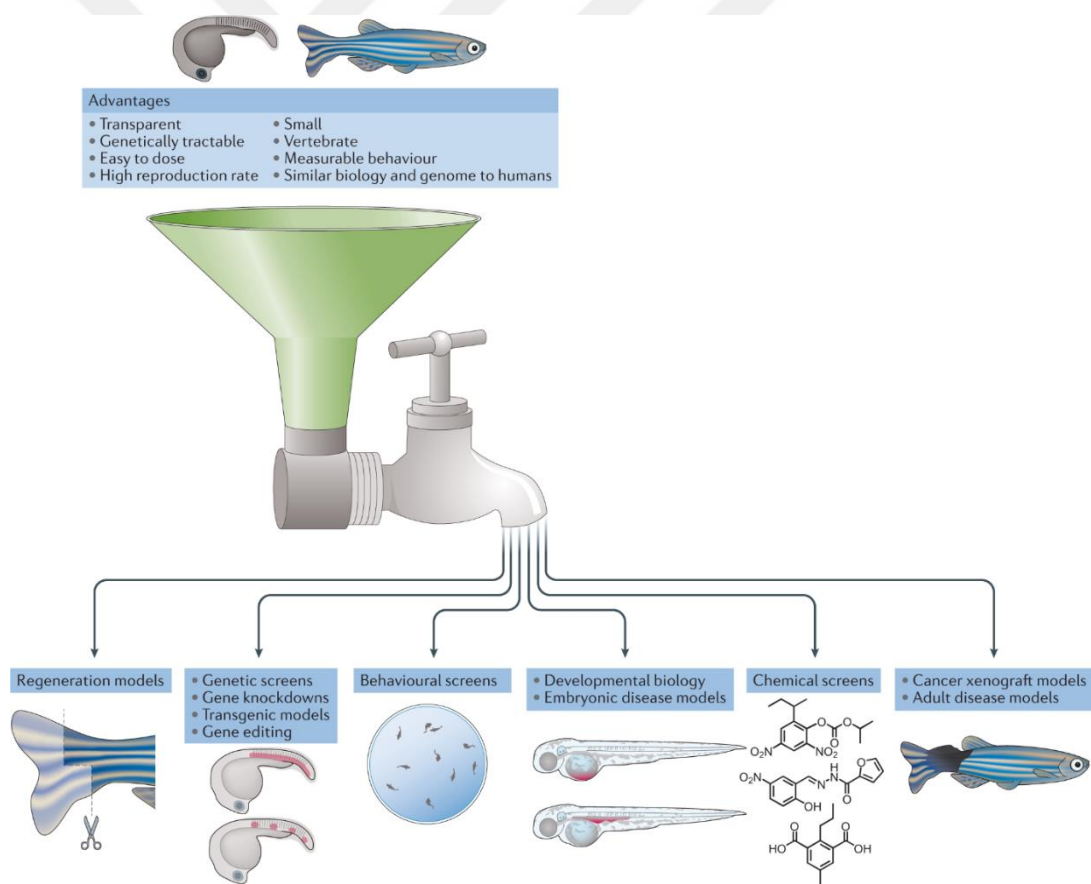 Advantages
• Transparent
• Genetically tractable
• Easy to dose
• High reproduction rate
• Small
• Vertebrate
• Measurable behaviour
• Similar biology and genome to humans
Regeneration models
• Genetic screens
• Gene knockdowns
• Transgenic models
• Gene editing
Behavioural screens
• Developmental biology
• Embryonic disease models
Chemical screens
O
O
O
O₂N
NO₂
NO₂
H
N
N
O
O
OH
O
O
HO
OH
• Cancer xenograft models
• Adult disease models